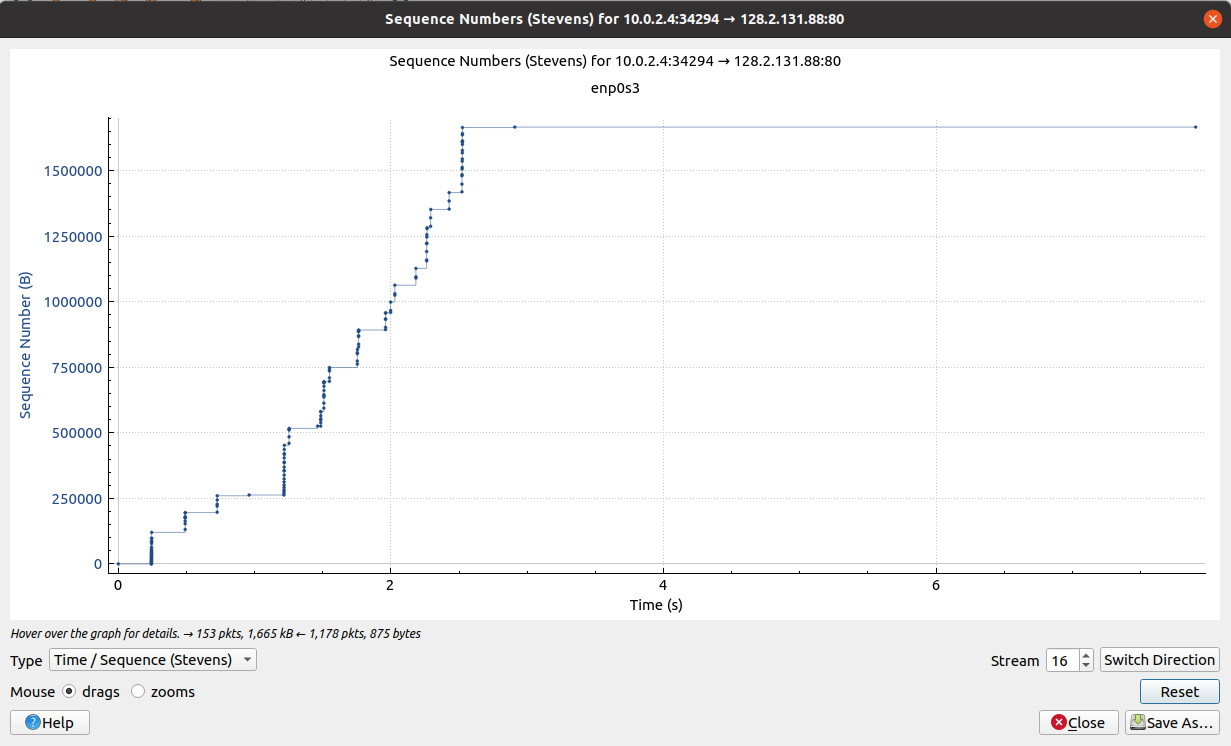 Sequence Numbers (Stevens) for 10.0.2.4:34294 → 128.2.131.88:80
Sequence Numbers (Stevens) for 10.0.2.4:34294 → 128.2.131.88:80
enp0s3
1500000
1250000
1000000
750000
500000
250000
0
Sequence Number (B)
0 2 4 6
Time (s)
Hover over the graph for details. → 153 pkts, 1,665 kB ← 1,178 pkts, 875 bytes
Type Time / Sequence (Stevens) Stream 16 Switch Direction
Mouse drags zooms Reset
Help Close Save As…